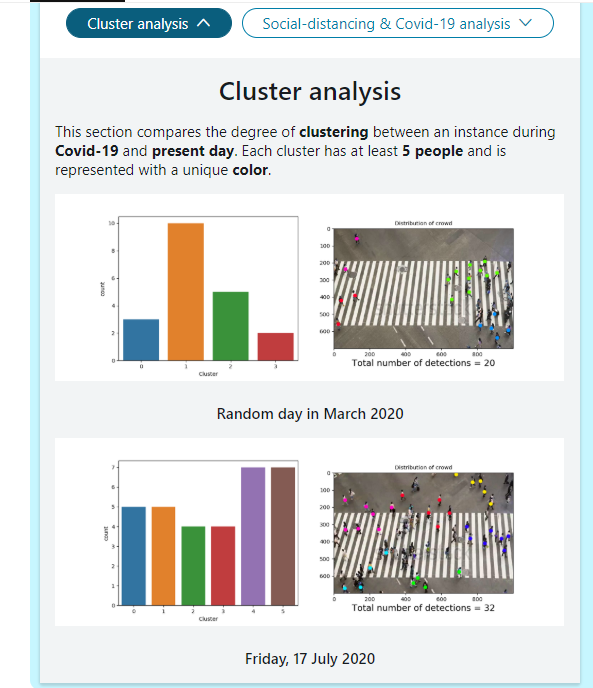 Cluster analysis
Social-distancing & Covid-19 analysis
Cluster analysis
This section compares the degree of clustering between an instance during
Covid-19 and present day. Each cluster has at least 5 people and is
represented with a unique color.
10
8
6
4
2
0
count
0 1 2 3
Cluster
Distribution of crowd
0
100
200
300
400
500
600
0 200 400 600 800
Total number of detections = 20
Random day in March 2020
7
6
5
4
3
2
1
0
count
0 1 2 3 4 5
Cluster
Distribution of crowd
0
100
200
300
400
500
600
0 200 400 600 800
Total number of detections = 32
Friday, 17 July 2020